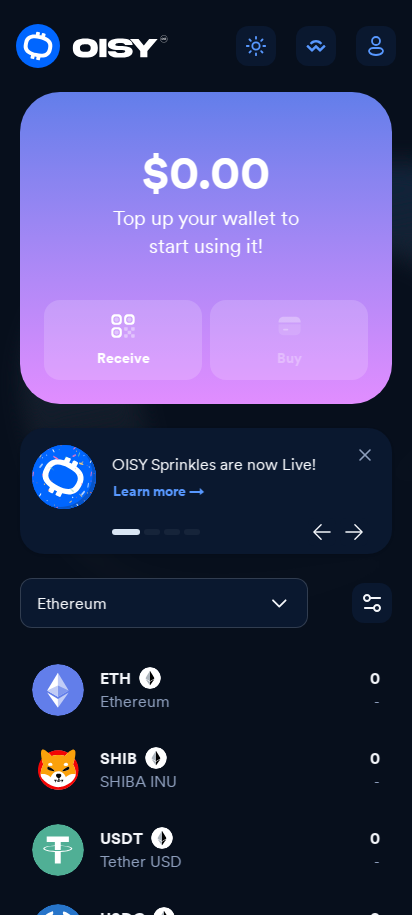 OISY
$0.00
Top up your wallet to
start using it!
Receive
Buy
OISY Sprinkles are now Live!
Learn more →
Ethereum
ETH
0
Ethereum
-
SHIB
0
SHIBA INU
-
USDT
0
Tether USD
-